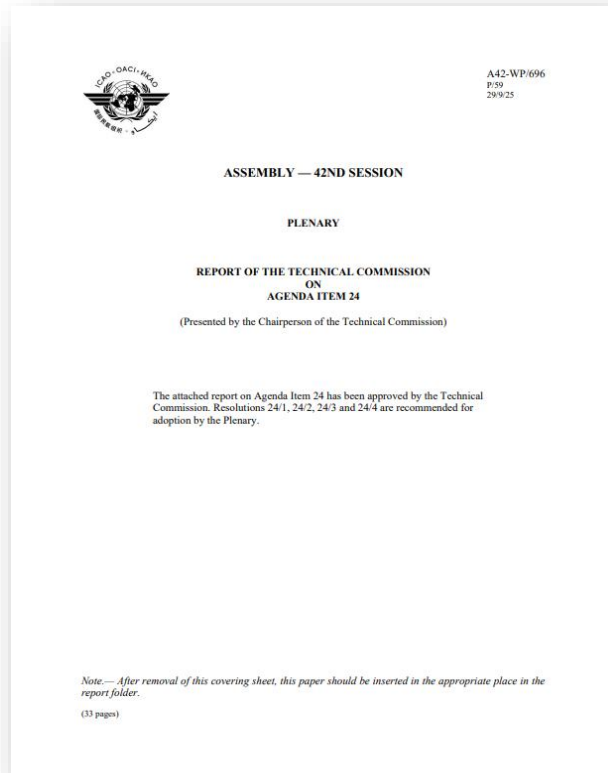 ICAO · OACI · ИКАО
A42-WP/696
P/59
29/9/25
ASSEMBLY — 42ND SESSION
PLENARY
REPORT OF THE TECHNICAL COMMISSION
ON
AGENDA ITEM 24
(Presented by the Chairperson of the Technical Commission)
The attached report on Agenda Item 24 has been approved by the Technical
Commission. Resolutions 24/1, 24/2, 24/3 and 24/4 are recommended for
adoption by the Plenary.
Note.— After removal of this covering sheet, this paper should be inserted in the appropriate place in the
report folder.
(33 pages)